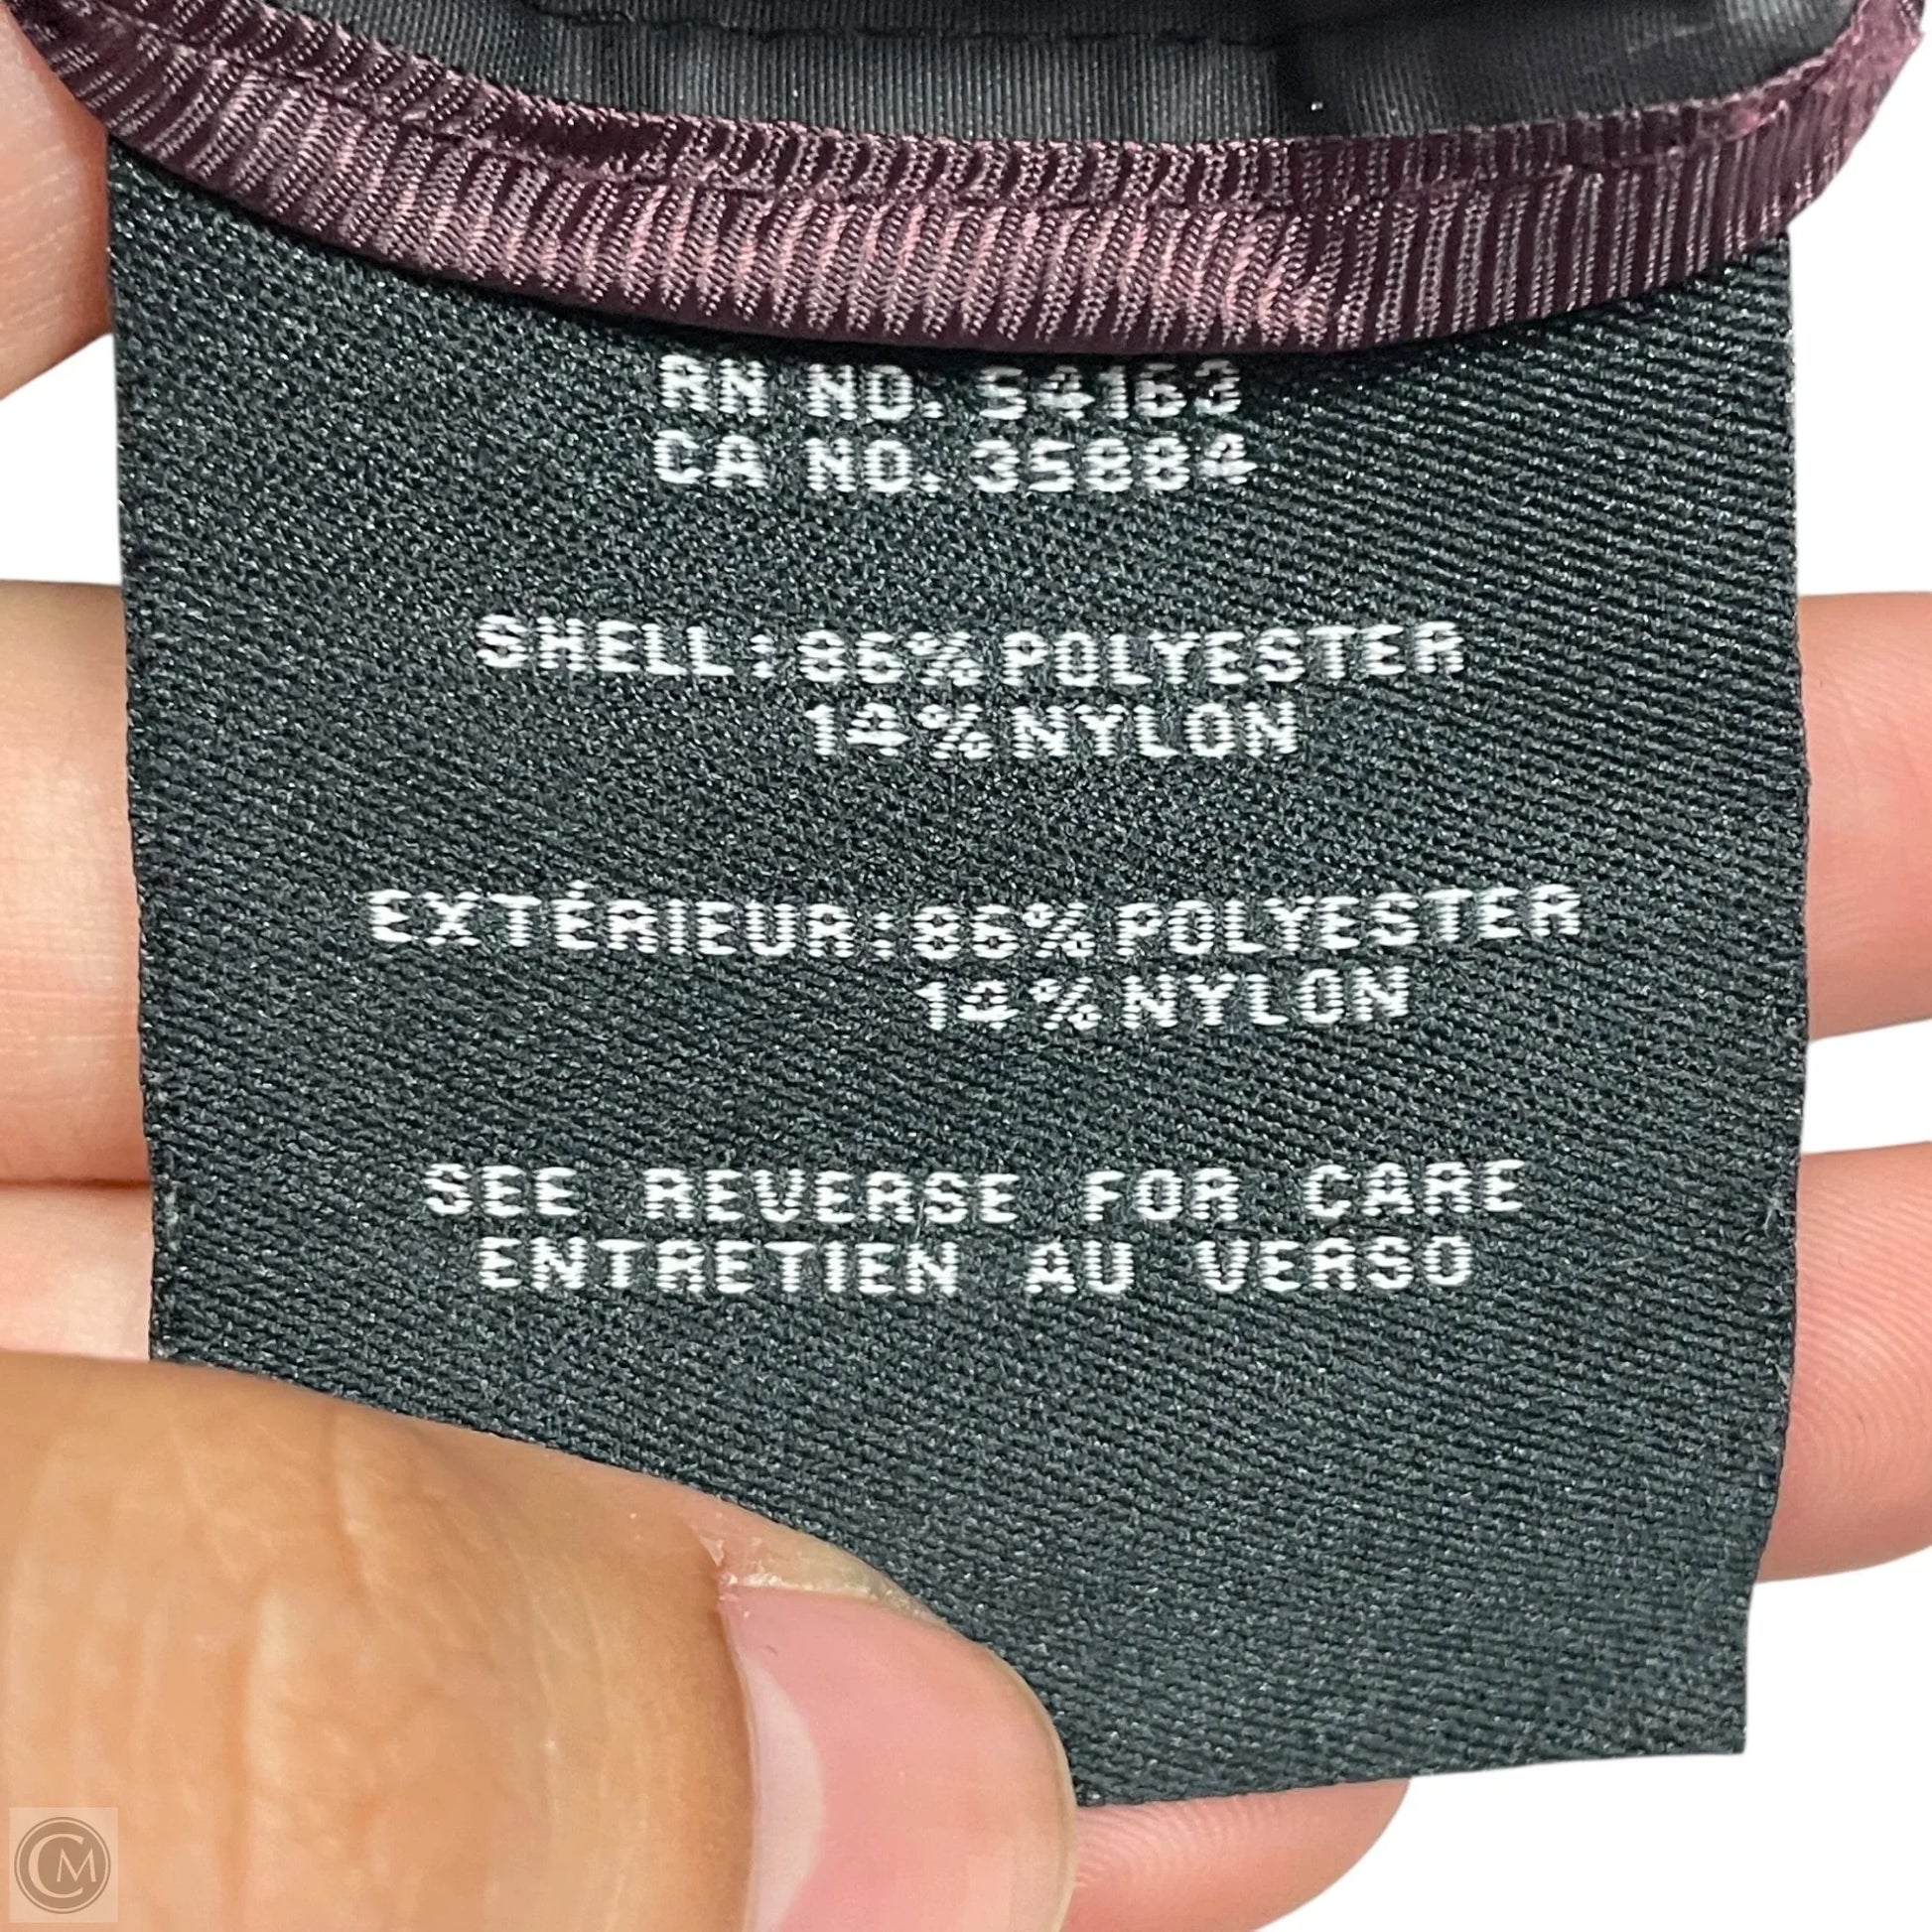 RN NO. 54163
CA NO. 35884
SHELL:86% POLYESTER
14% NYLON
EXTÉRIEUR:86% POLYESTER
14% NYLON
SEE REVERSE FOR CARE
ENTRETIEN AU VERSO
CM